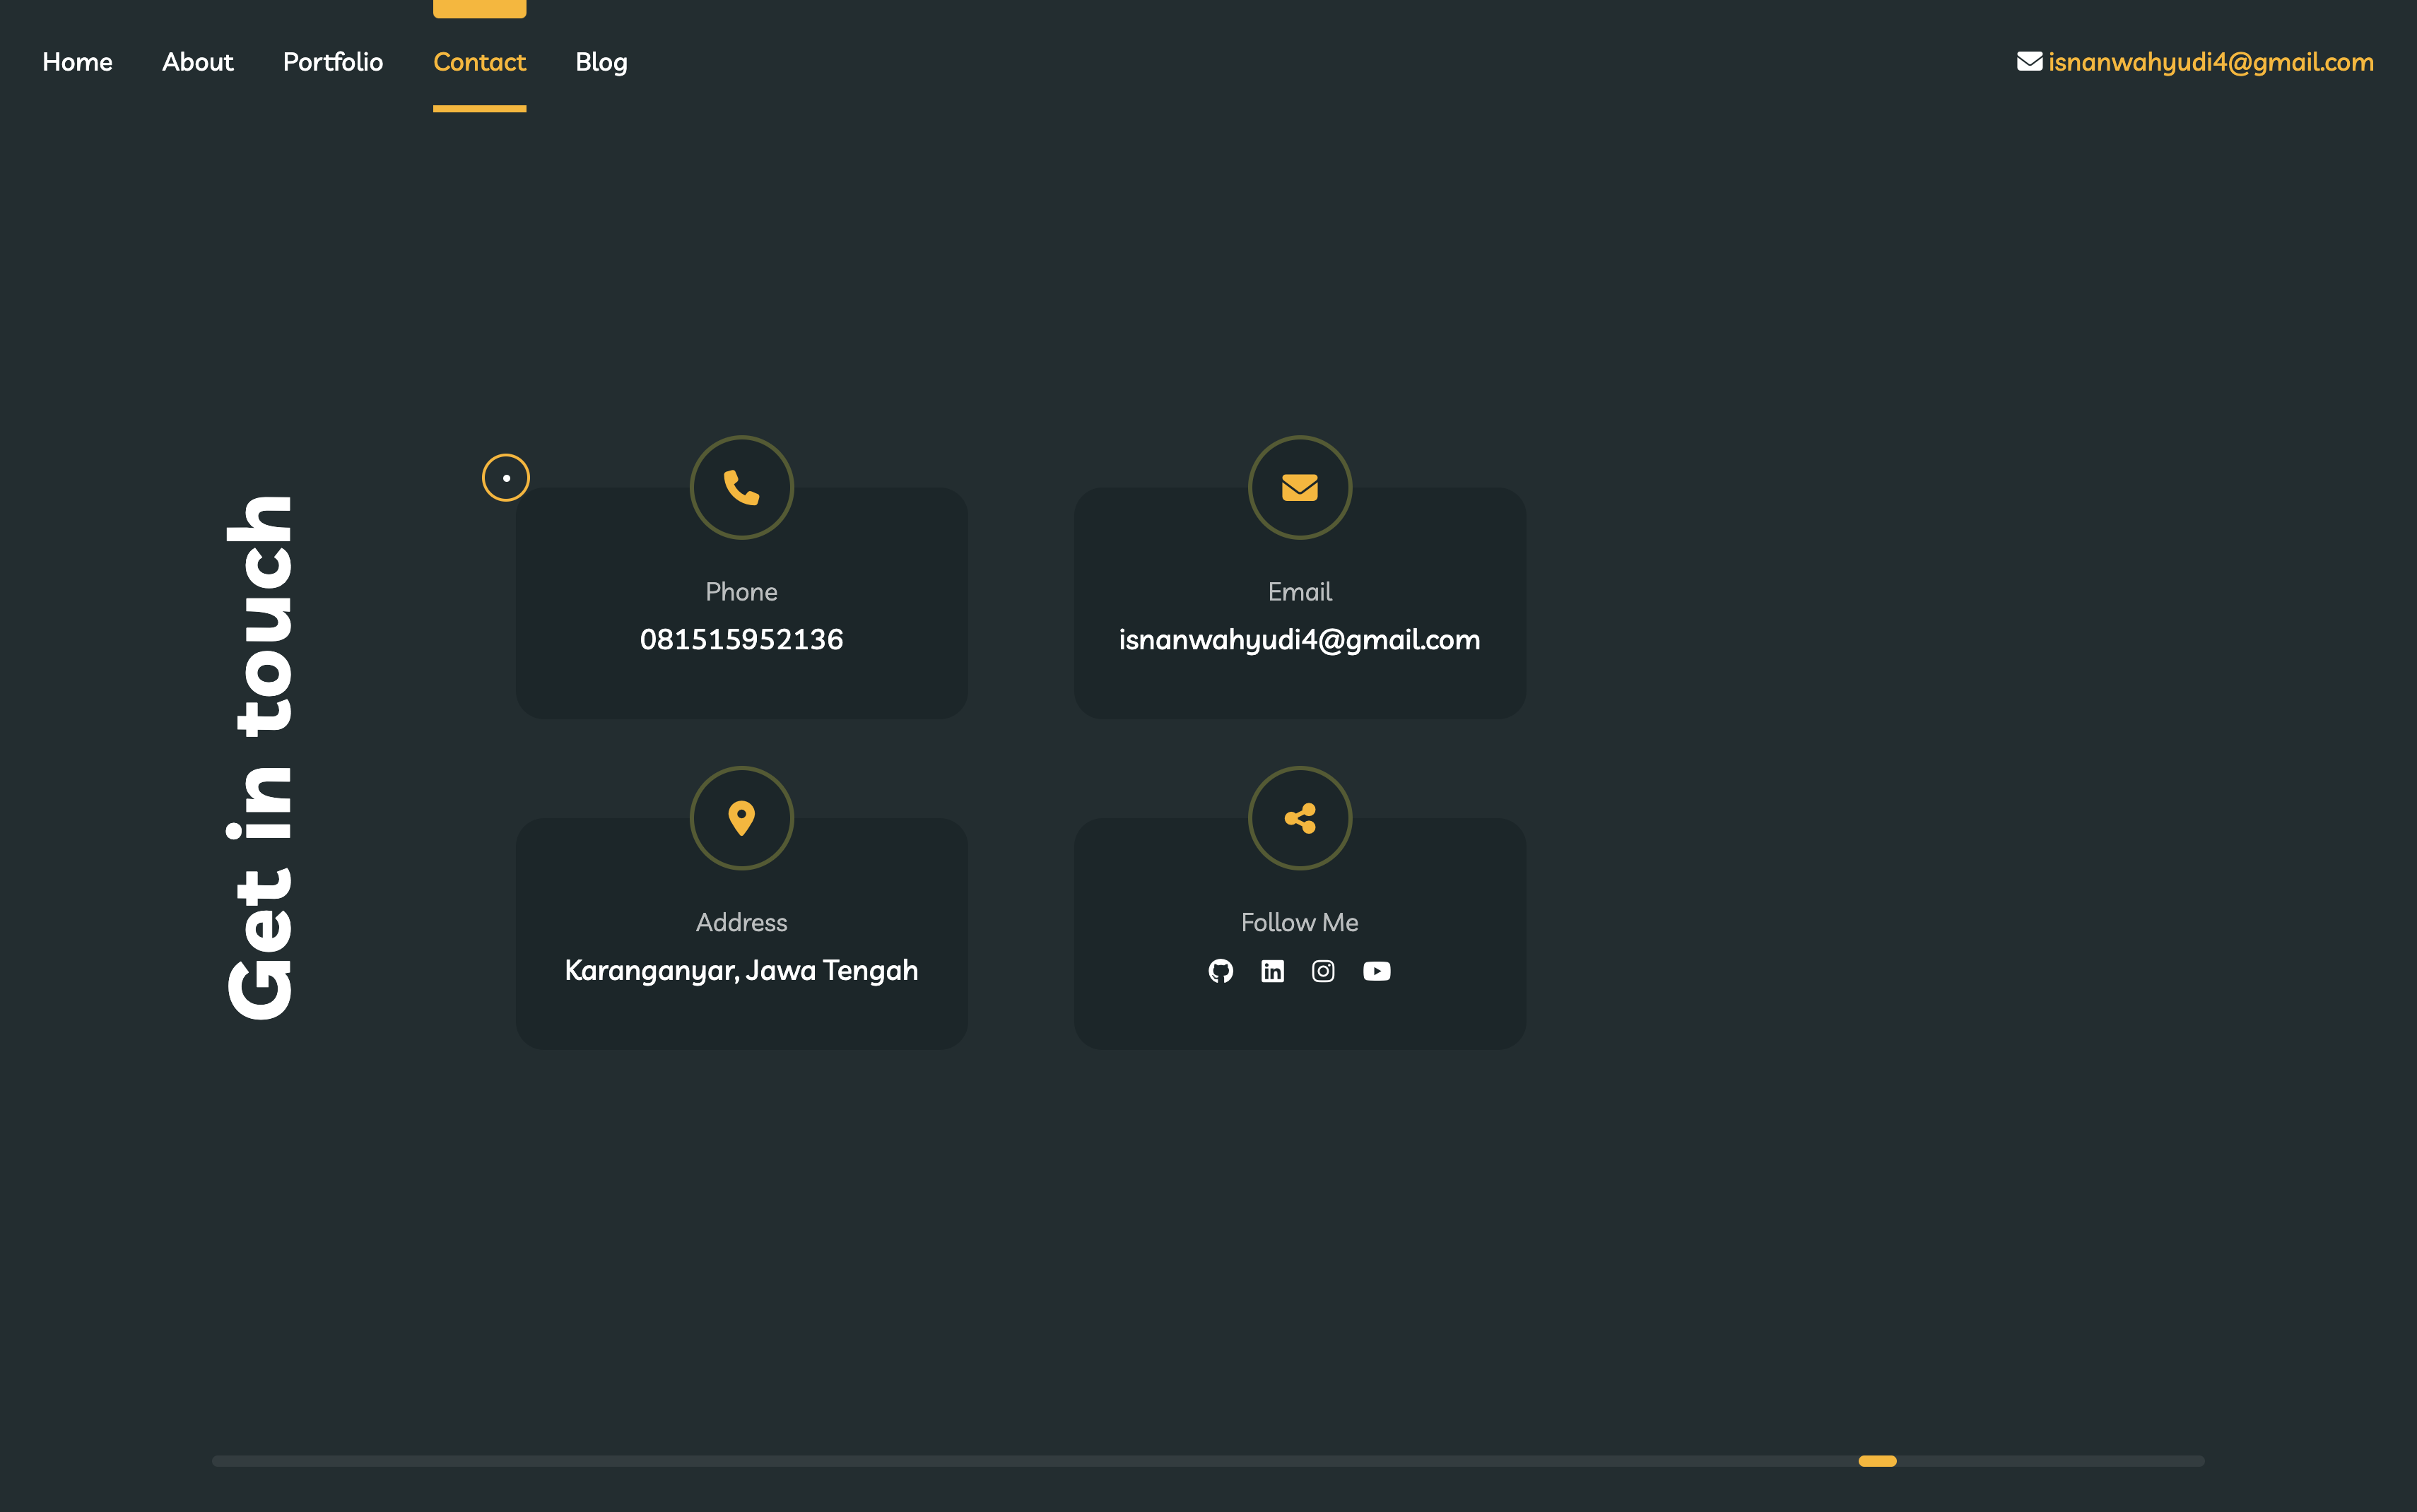 Home
About
Portfolio
Contact
Blog
isnanwahyudi4@gmail.com
Get in touch
Phone
081515952136
Email
isnanwahyudi4@gmail.com
Address
Karanganyar, Jawa Tengah
Follow Me